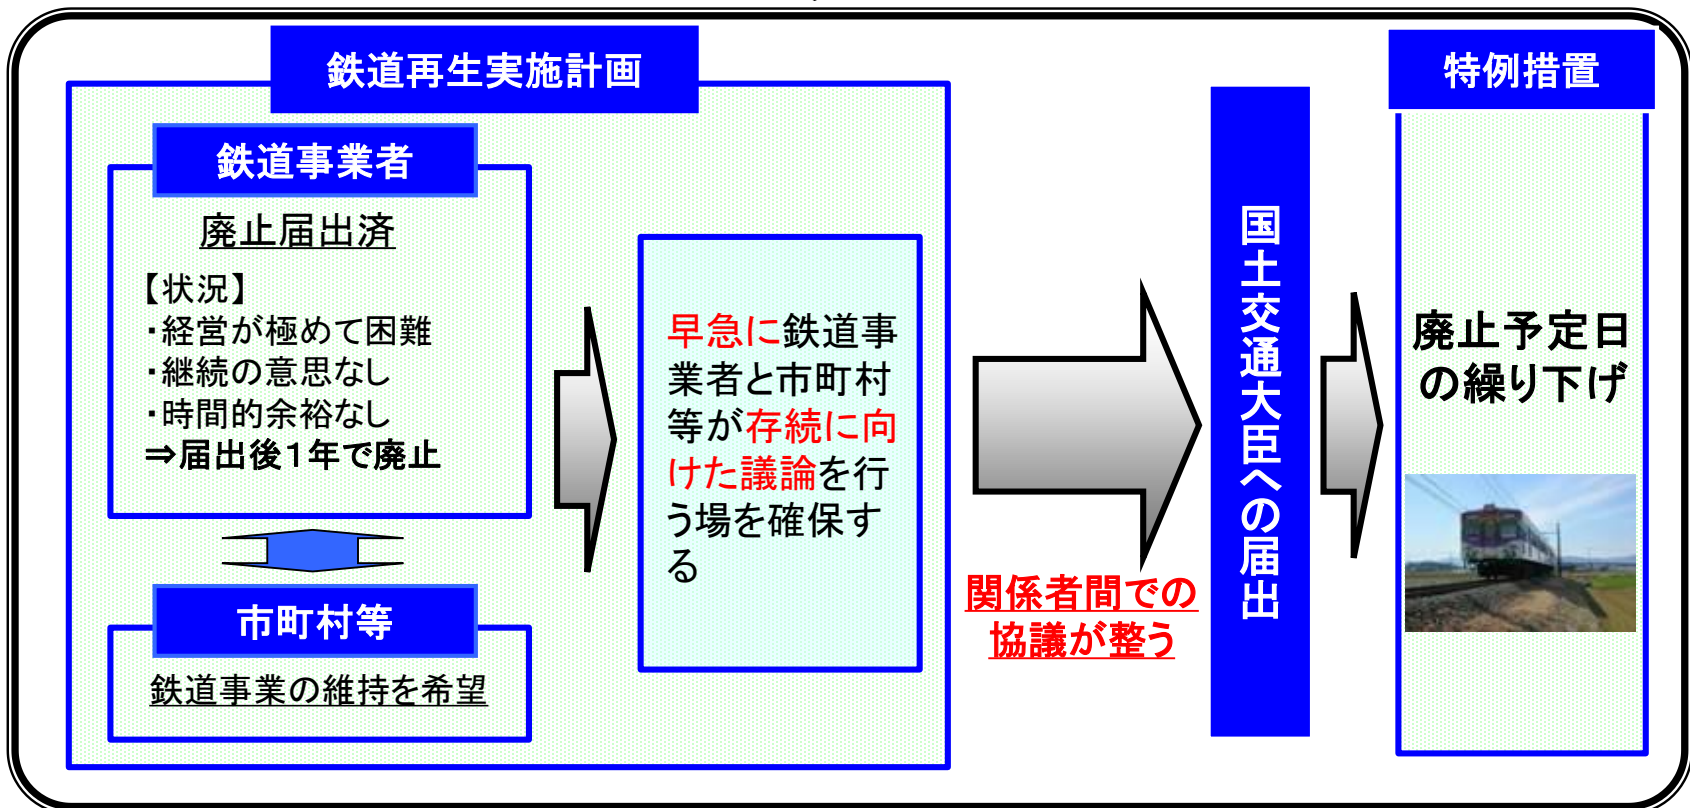 鉄道再生実施計画
鉄道事業者
廃止届出済
【状況】
・経営が極めて困難
・継続の意思なし
・時間的余裕なし
⇒届出後1年で廃止
市町村等
鉄道事業の維持を希望
早急に鉄道事
業者と市町村
等が存続に向
けた議論を行
う場を確保す
る
関係者間での
協議が整う
国土交通大臣への届出
特例措置
廃止予定日
の繰り下げ